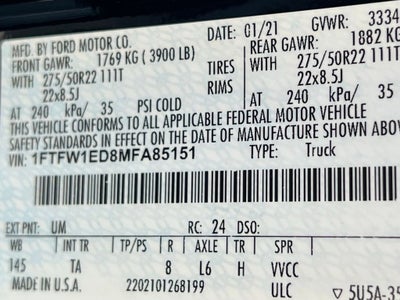 MFD. BY FORD MOTOR CO.
DATE: 01/21 GVWR: 3334
FRONT GAWR: 1769 KG ( 3900 LB) REAR GAWR: 1882 KG
WITH 275/50R22 111T TIRES WITH 275/50R22 111T
22x8.5J RIMS 22x8.5J
AT 240 kPa/ 35 PSI COLD AT 240 kPa/ 35
THIS VEHICLE CONFORMS TO ALL APPLICABLE FEDERAL MOTOR VEHICLE
SAFETY STANDARDS IN EFFECT ON THE DATE OF MANUFACTURE SHOWN ABOVE
VIN: 1FTFW1ED8MFA85151 TYPE: Truck
EXT PNT: UM RC: 24 DSO:
WB INT TR TP/PS R AXLE TR SPR
145 TA 8 L6 H VVCC
MADE IN U.S.A. 2202101268199 ULC ▽ 5U5A-35